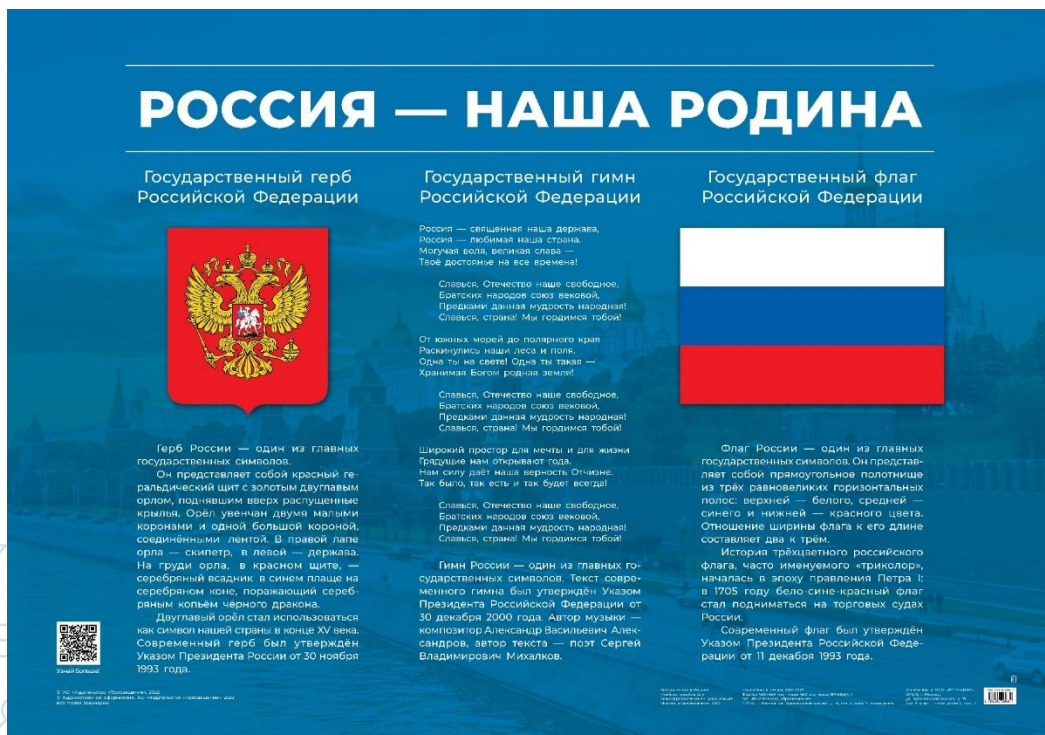 РОССИЯ — НАША РОДИНА
Государственный герб
Российской Федерации
Герб России — один из главных
государственных символов.
Он представляет собой красный ге-
ральдический щит с золотым двуглавым
орлом, поднявшим вверх распущенные
крылья. Орёл увенчан двумя малыми
коронами и одной большой короной,
соединёнными лентой. В правой лапе
орла — скипетр, в левой — держава.
На груди орла, в красном щите, —
серебряный всадник в синем плаще на
серебряном коне, поражающий сереб-
ряным копьём чёрного дракона.
Двуглавый орёл стал использоваться
как символ нашей страны в конце XV века.
Современный герб был утверждён
Указом Президента России от 30 ноября
1993 года.
Государственный гимн
Российской Федерации
Россия — священная наша держава,
Россия — любимая наша страна.
Могучая воля, великая слава —
Твоё достоянье на все времена!
Славься, Отечество наше свободное,
Братских народов союз вековой,
Предками данная мудрость народная!
Славься, страна! Мы гордимся тобой!
От южных морей до полярного края
Раскинулись наши леса и поля.
Одна ты на свете! Одна ты такая —
Хранимая Богом родная земля!
Славься, Отечество наше свободное,
Братских народов союз вековой,
Предками данная мудрость народная!
Славься, страна! Мы гордимся тобой!
Широкий простор для мечты и для жизни
Грядущие нам открывают года.
Нам силу даёт наша верность Отчизне.
Так было, так есть и так будет всегда!
Славься, Отечество наше свободное,
Братских народов союз вековой,
Предками данная мудрость народная!
Славься, страна! Мы гордимся тобой!
Гимн России — один из главных го-
сударственных символов. Текст совре-
менного гимна был утверждён Указом
Президента Российской Федерации от
30 декабря 2000 года. Автор музыки —
композитор Александр Васильевич Алек-
сандров, автор текста — поэт Сергей
Владимирович Михалков.
Государственный флаг
Российской Федерации
Флаг России — один из главных
государственных символов. Он представ-
ляет собой прямоугольное полотнище
из трёх равновеликих горизонтальных
полос: верхней — белого, средней —
синего и нижней — красного цвета.
Отношение ширины флага к его длине
составляет два к трём.
История трёхцветного российского
флага, часто именуемого «триколор»,
началась в эпоху правления Петра I:
в 1705 году бело-сине-красный флаг
стал подниматься на торговых судах
России.
Современный флаг был утверждён
Указом Президента Российской Феде-
рации от 11 декабря 1993 года.
Узнай больше!
© АО «Издательство «Просвещение», 2022
© Художественное оформление. АО «Издательство «Просвещение», 2022
Все права защищены